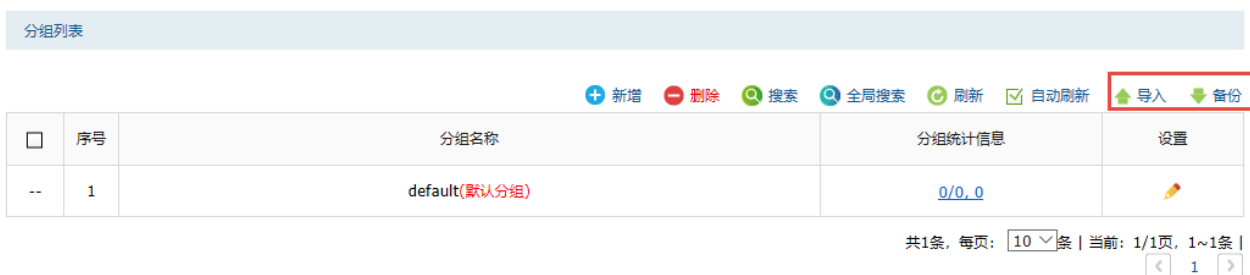 分组列表
新增 删除 搜索 全局搜索 刷新 自动刷新 导入 备份
序号 分组名称 分组统计信息 设置
-- 1 default(默认分组) 0/0, 0
共1条, 每页: 10 条 | 当前: 1/1页, 1~1条 |
< 1 >